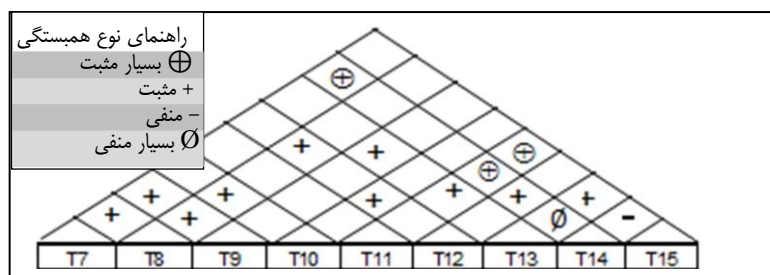 راهنمای نوع همبستگی
⊕ بسیار مثبت
+ مثبت
− منفی
Ø بسیار منفی
⊕
⊕
+ + ⊕
+ + + + + +
+ + Ø -
T7 T8 T9 T10 T11 T12 T13 T14 T15